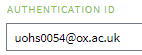 AUTHENTICATION ID
uohs0054@ox.ac.uk